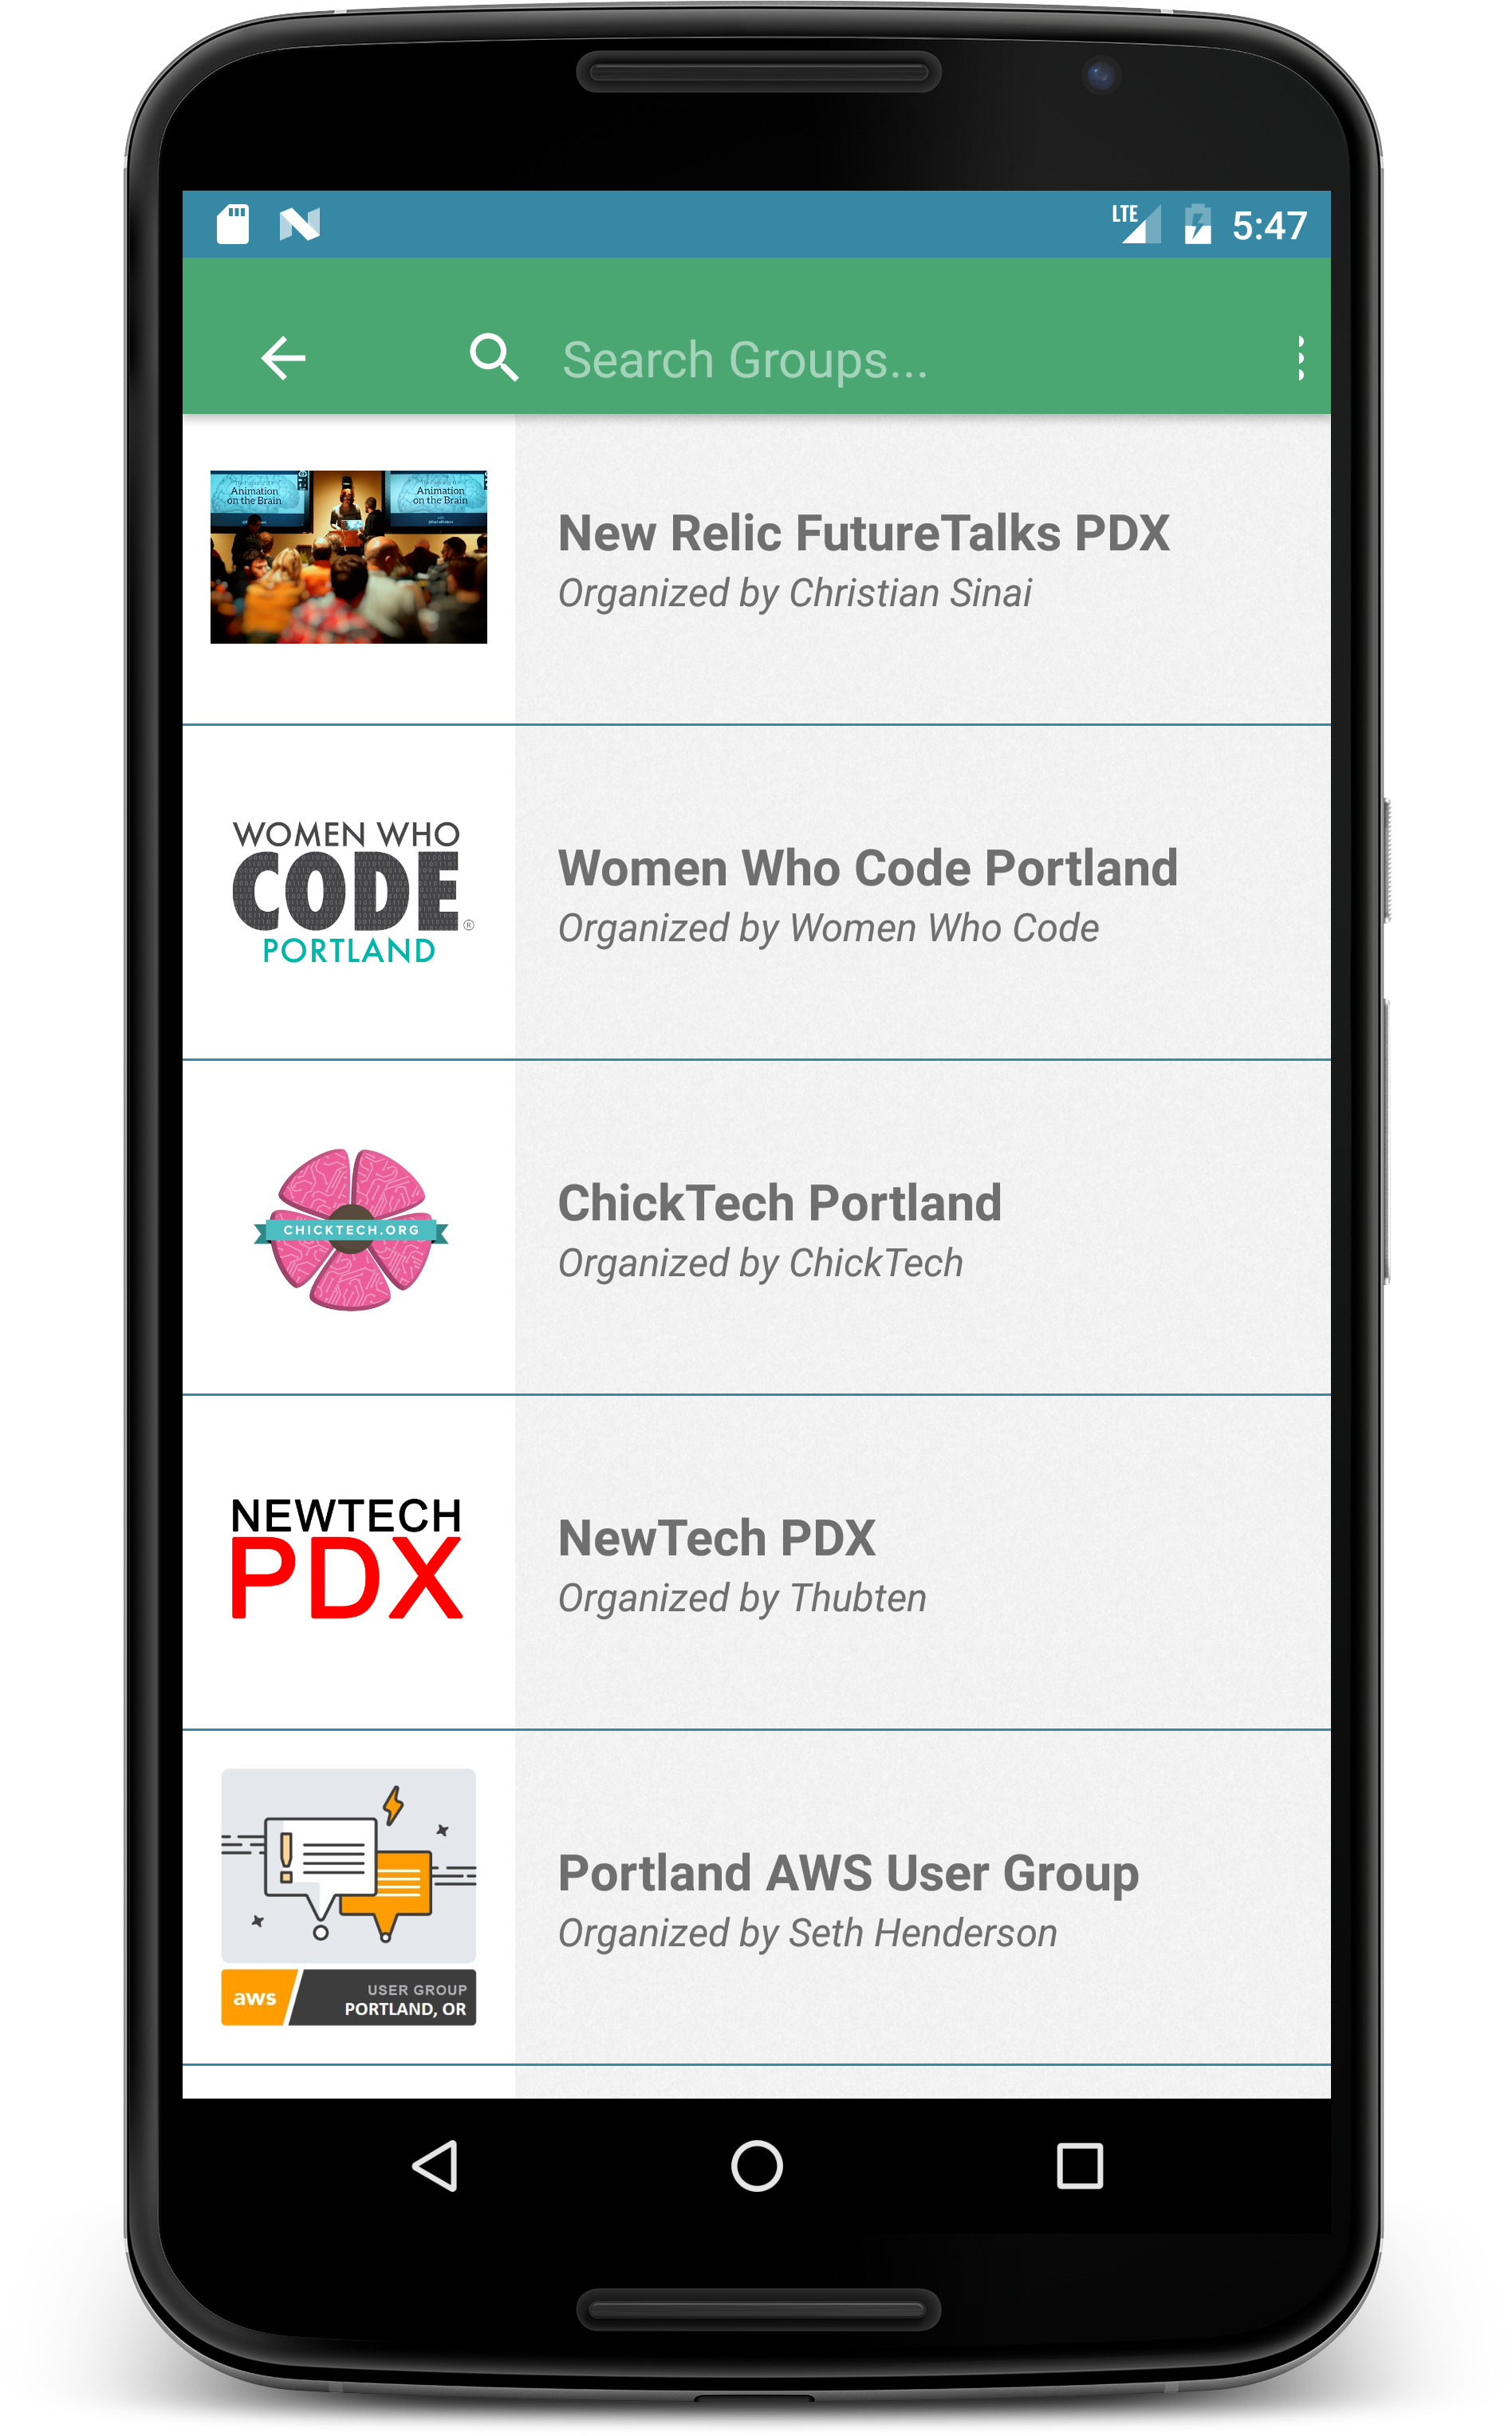 LTE
5:47
Search Groups...
Animation
on the Brain
Animation
on the Brain
New Relic FutureTalks PDX
Organized by Christian Sinai
WOMEN WHO
CODE ®
PORTLAND
Women Who Code Portland
Organized by Women Who Code
CHICKTECH.ORG
ChickTech Portland
Organized by ChickTech
NEWTECH
PDX
NewTech PDX
Organized by Thubten
aws
USER GROUP
PORTLAND, OR
Portland AWS User Group
Organized by Seth Henderson